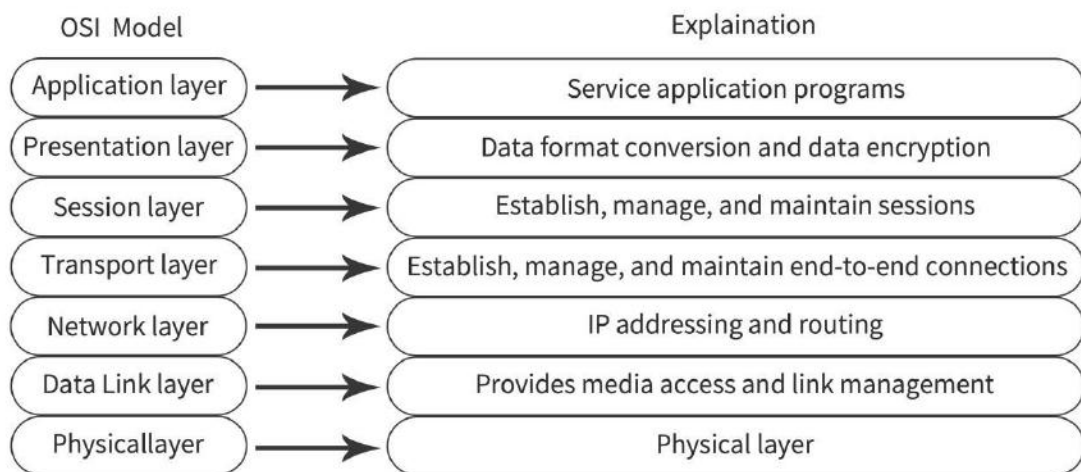 OSI Model
Explaination
Application layer
Service application programs
Presentation layer
Data format conversion and data encryption
Session layer
Establish, manage, and maintain sessions
Transport layer
Establish, manage, and maintain end-to-end connections
Network layer
IP addressing and routing
Data Link layer
Provides media access and link management
Physicallayer
Physical layer